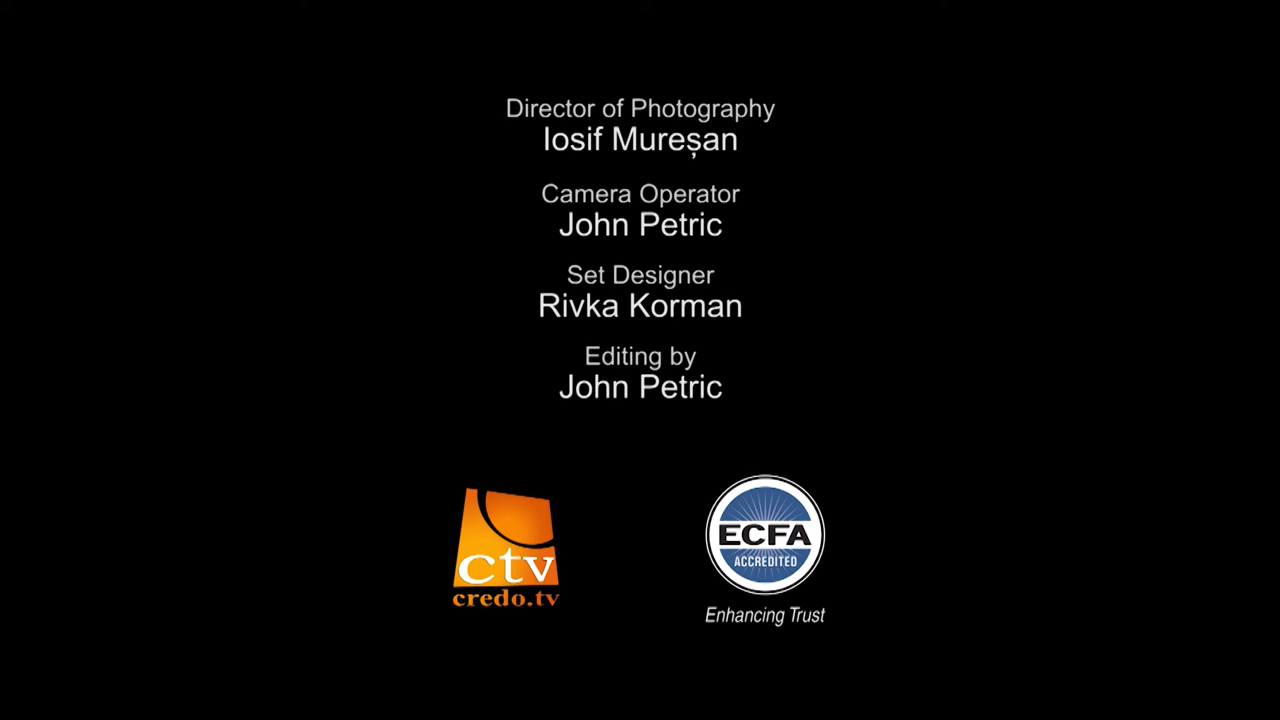 Director of Photography
Iosif Mureșan
Camera Operator
John Petric
Set Designer
Rivka Korman
Editing by
John Petric
ctv
credo.tv
ECFA
ACCREDITED
Enhancing Trust